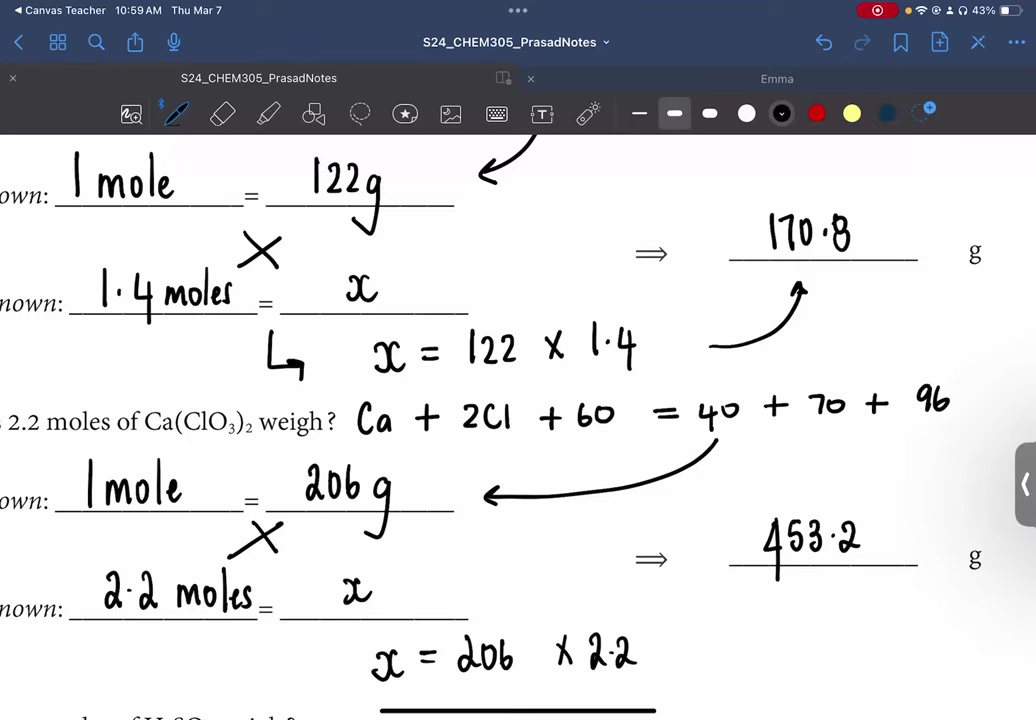 Canvas Teacher 10:59 AM Thu Mar 7 43%
S24_CHEM305_PrasadNotes
S24_CHEM305_PrasadNotes Emma
own: 1 mole = 122g
170.8 g
nown: 1.4 moles = x
x = 122 × 1.4
2.2 moles of Ca(ClO₃)₂ weigh? Ca + 2Cl + 6O = 40 + 70 + 96
own: 1 mole = 206 g
453.2 g
nown: 2.2 moles = x
x = 206 × 2.2